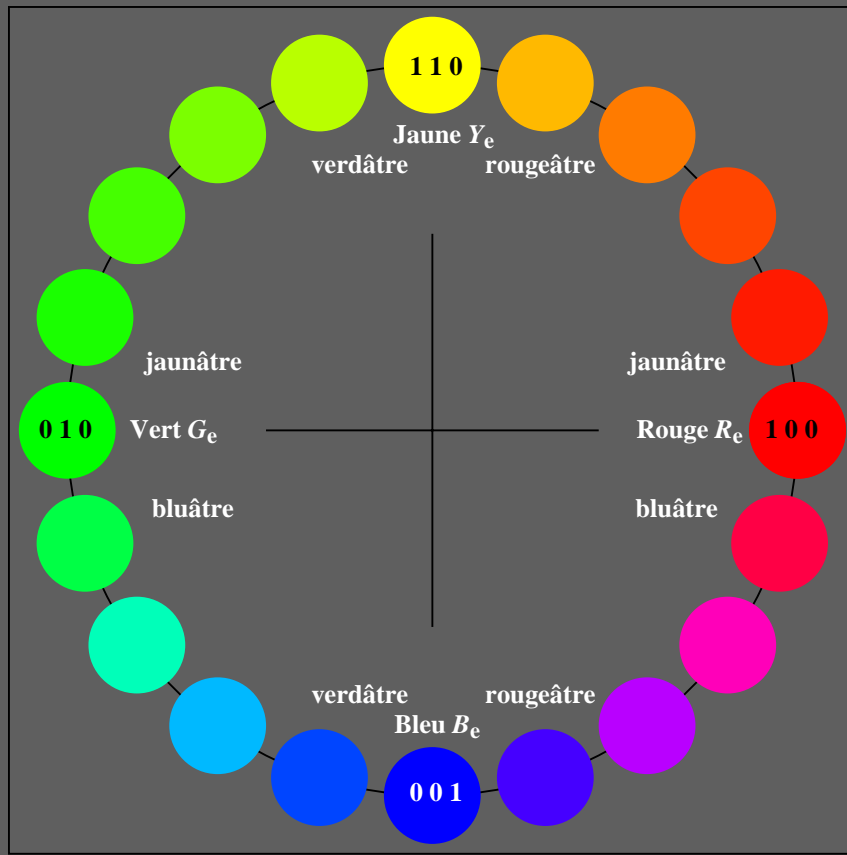 1 1 0
Jaune Ye
verdâtre rougeâtre
jaunâtre jaunâtre
0 1 0 Vert Ge Rouge Re 1 0 0
bluâtre bluâtre
verdâtre rougeâtre
Bleu Be
0 0 1